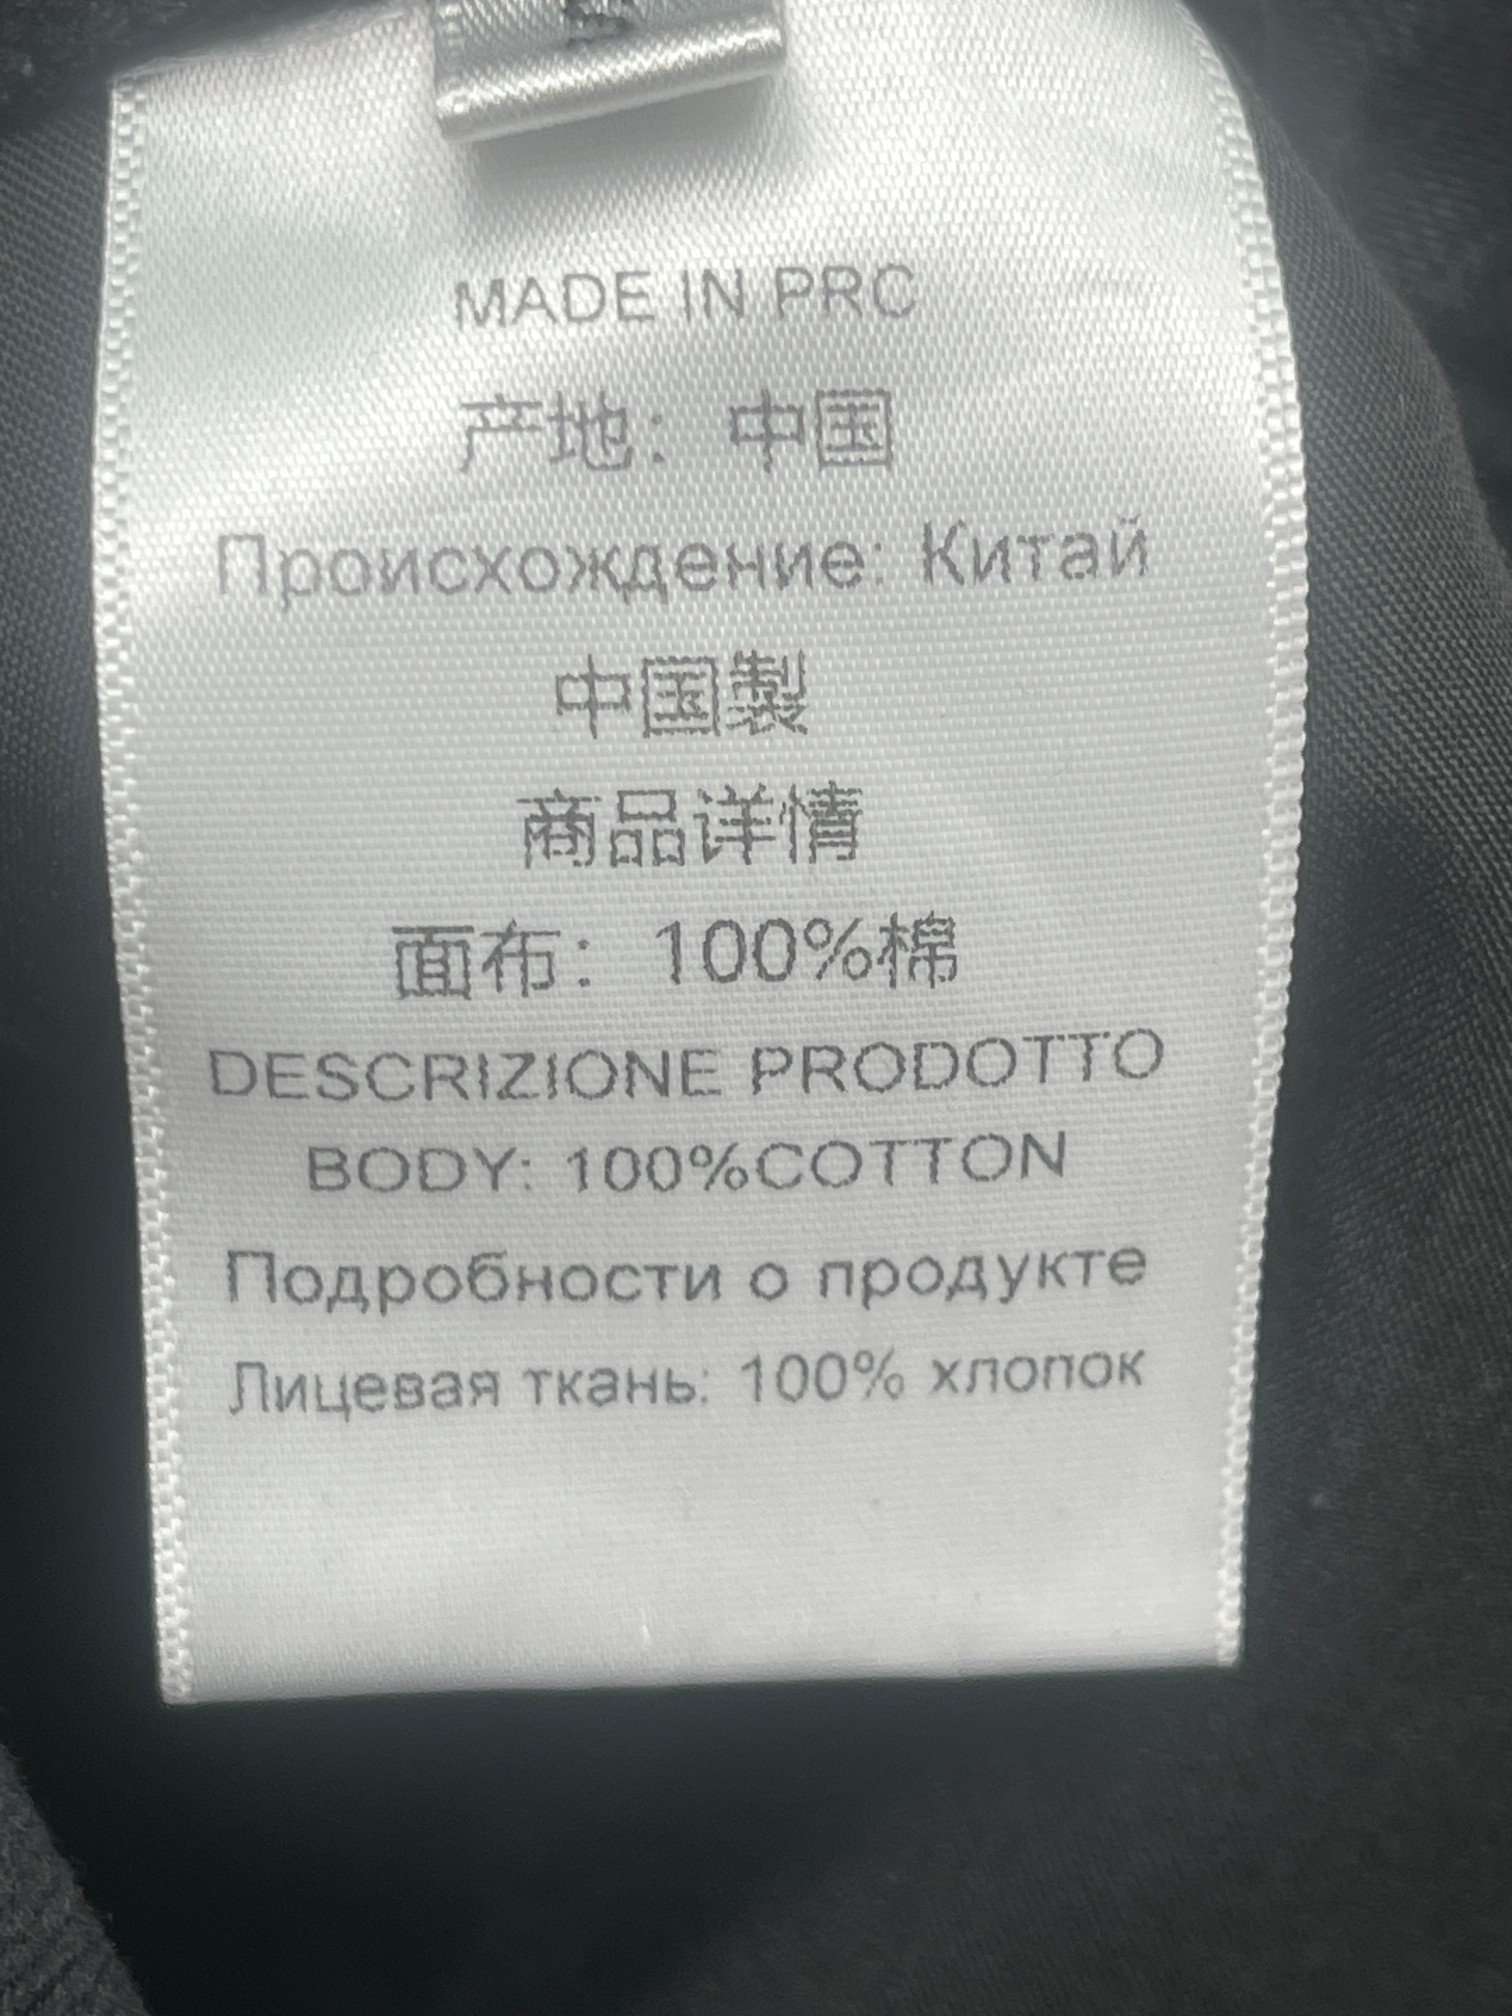 MADE IN PRC
产地：中国
Происхождение: Китай
中国製
商品详情
面布：100%棉
DESCRIZIONE PRODOTTO
BODY: 100%COTTON
Подробности о продукте
Лицевая ткань: 100% хлопок